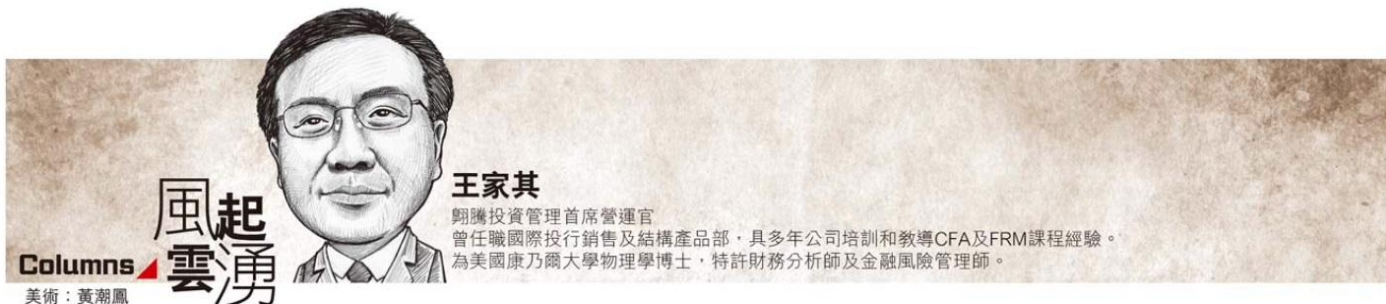 風起
雲湧
Columns
美術：黃潮鳳
王家其
翺騰投資管理首席營運官
曾任職國際投行銷售及結構產品部，具多年公司培訓和教導CFA及FRM課程經驗。
為美國康乃爾大學物理學博士，特許財務分析師及金融風險管理師。